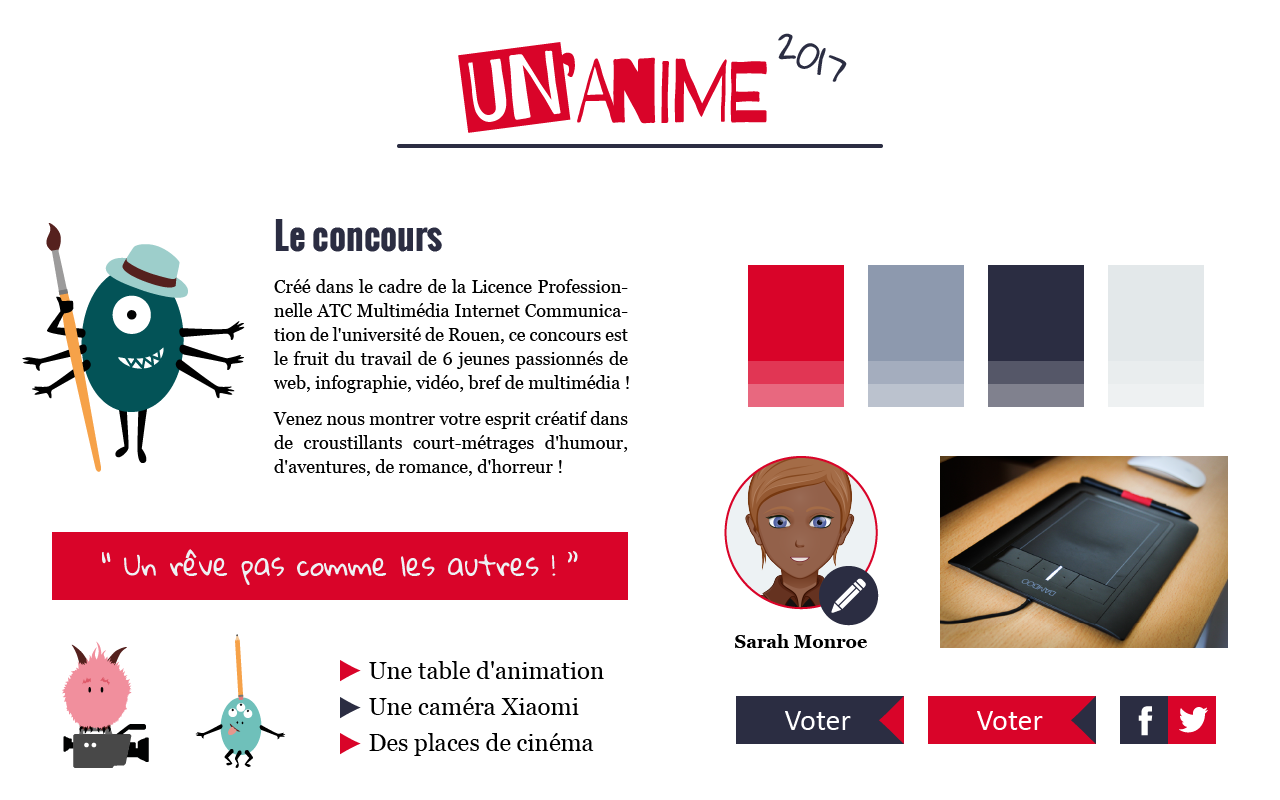 UN'ANIME 2017
Le concours
Créé dans le cadre de la Licence Profession-
nelle ATC Multimédia Internet Communica-
tion de l'université de Rouen, ce concours est
le fruit du travail de 6 jeunes passionnés de
web, infographie, vidéo, bref de multimédia !
Venez nous montrer votre esprit créatif dans
de croustillants court-métrages d'humour,
d'aventures, de romance, d'horreur !
“ Un rêve pas comme les autres ! ”
Une table d'animation
Une caméra Xiaomi
Des places de cinéma
BAMBOO
Sarah Monroe
Voter
Voter